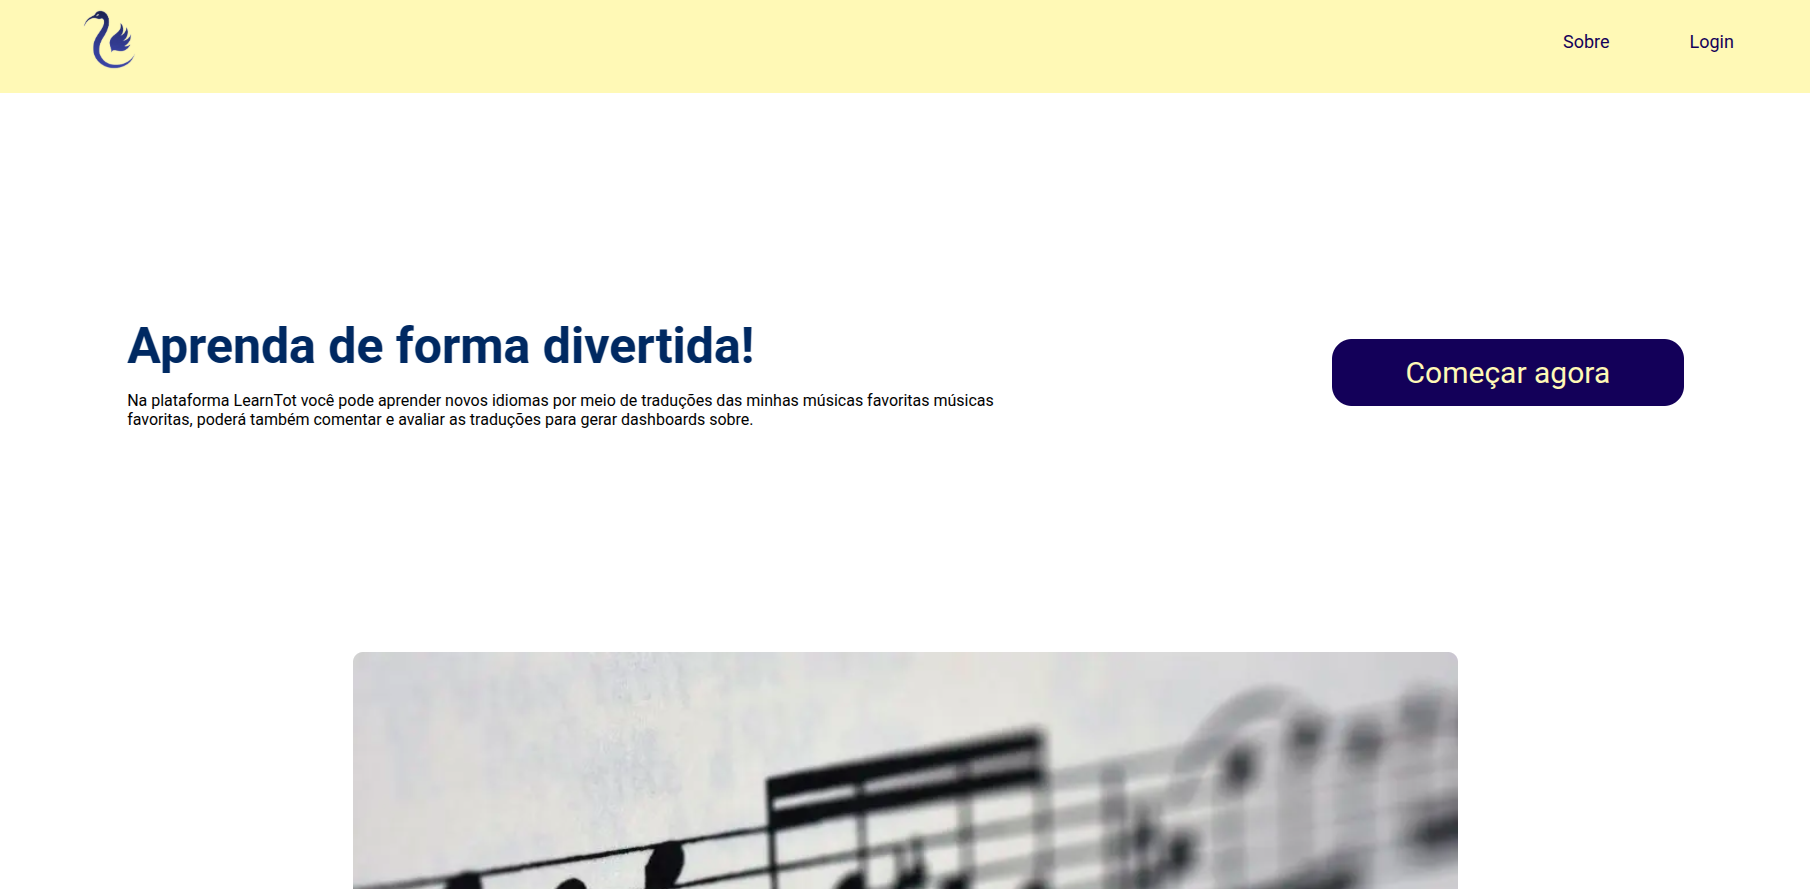 Sobre
Login
Aprenda de forma divertida!
Na plataforma LearnTot você pode aprender novos idiomas por meio de traduções das minhas músicas favoritas músicas
favoritas, poderá também comentar e avaliar as traduções para gerar dashboards sobre.
Começar agora